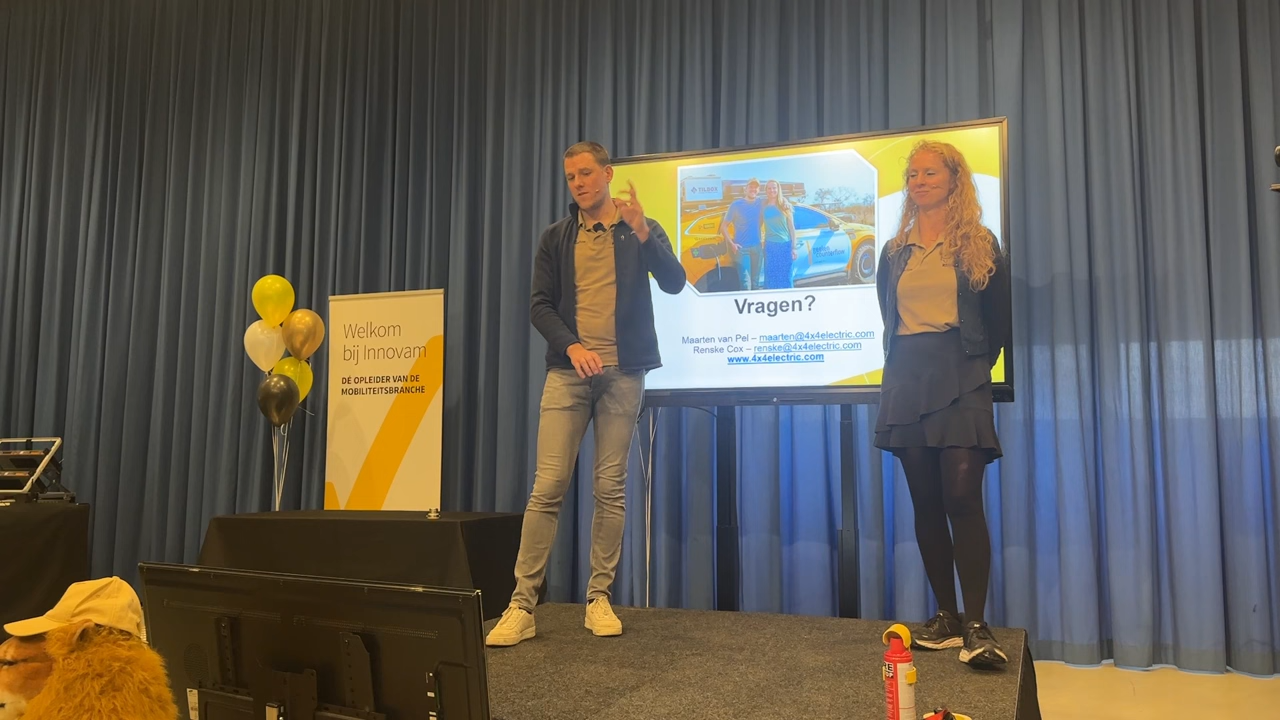 Welkom
bij Innovam
DÉ OPLEIDER VAN DE
MOBILITEITSBRANCHE
Vragen?
Maarten van Pel – maarten@4x4electric.com
Renske Cox – renske@4x4electric.com
www.4x4electric.com